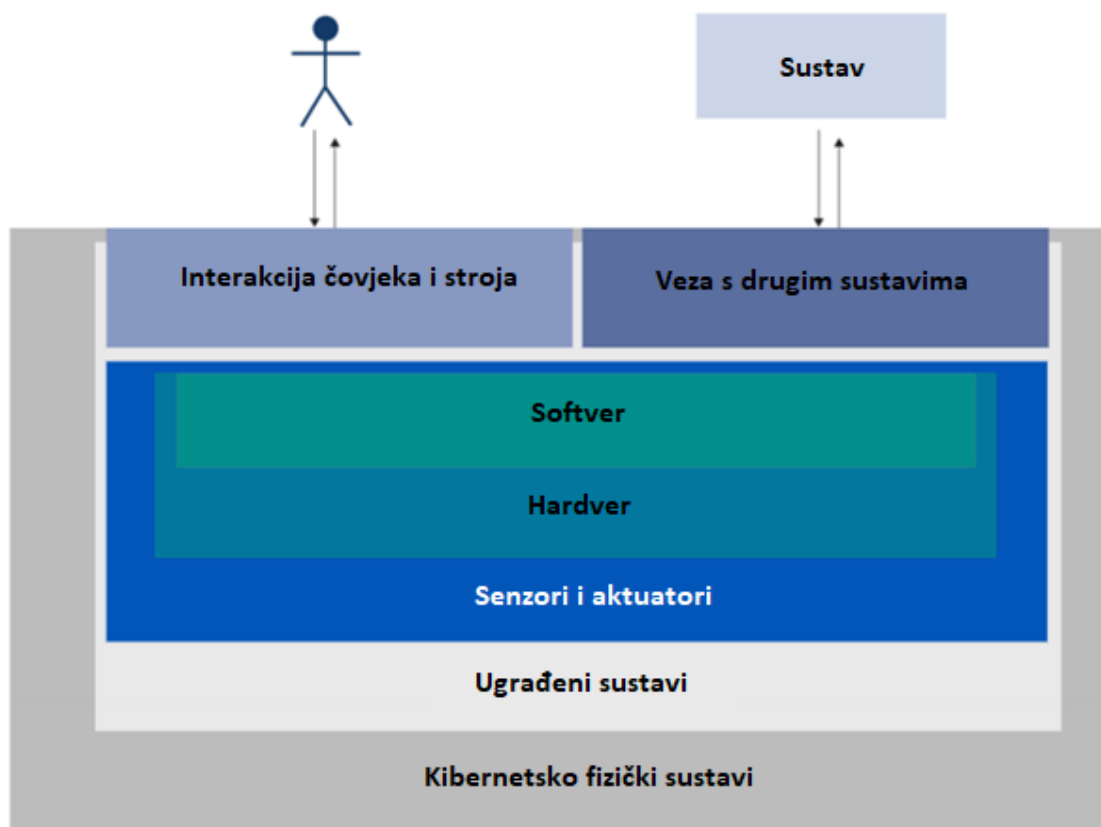 Sustav
Interakcija čovjeka i stroja
Veza s drugim sustavima
Softver
Hardver
Senzori i aktuatori
Ugrađeni sustavi
Kibernetsko fizički sustavi